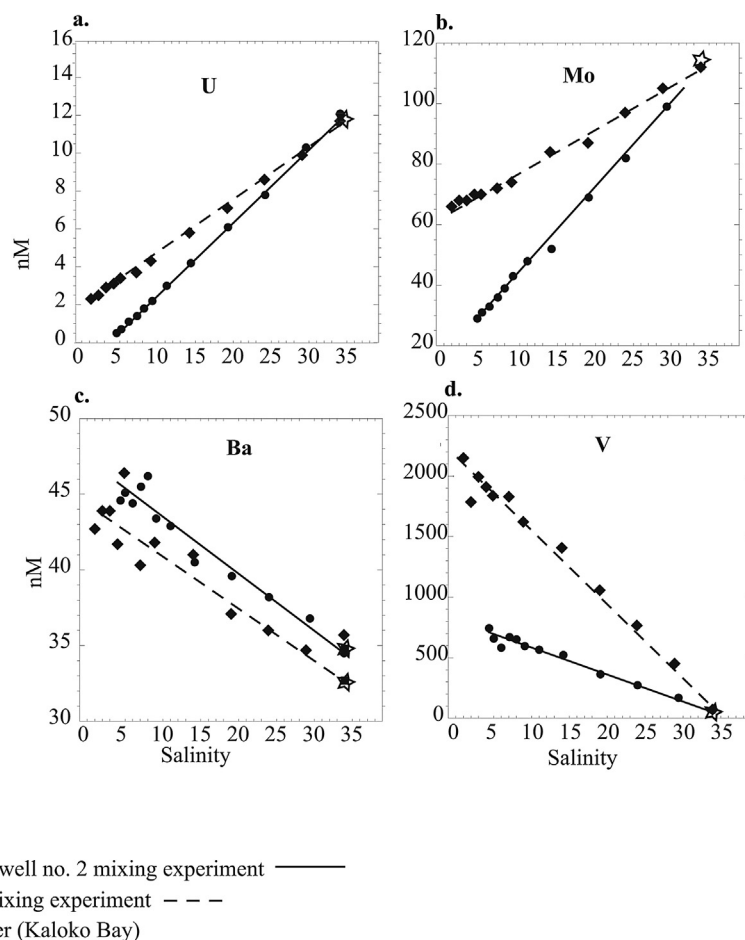 a.
b.
16
14
12
10
8
6
4
2
0
U
nM
0 5 10 15 20 25 30 35
120
100
80
60
40
20
Mo
0 5 10 15 20 25 30 35
c.
d.
50
45
40
35
30
Ba
nM
0 5 10 15 20 25 30 35
Salinity
2500
2000
1500
1000
500
0
V
0 5 10 15 20 25 30 35
Salinity
well no. 2 mixing experiment
ixing experiment
er (Kaloko Bay)